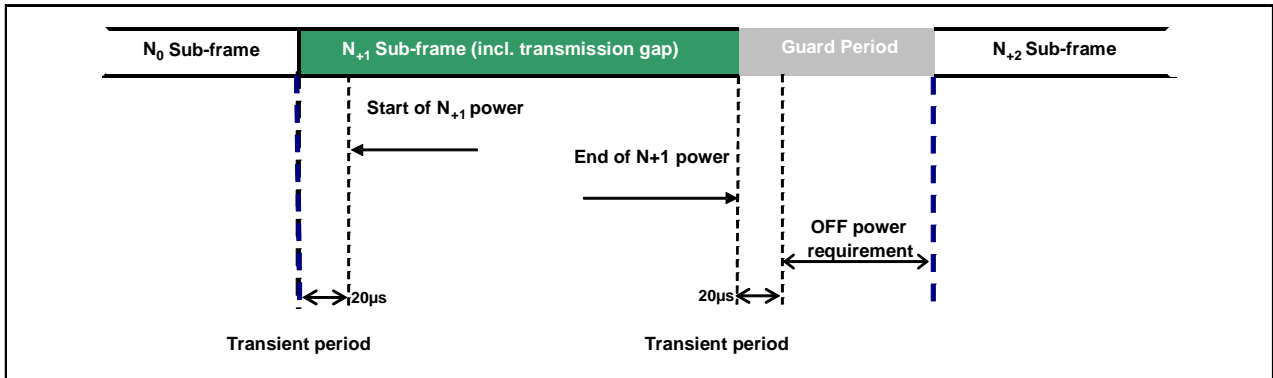 N0 Sub-frame
N+1 Sub-frame (incl. transmission gap)
Guard Period
N+2 Sub-frame
Start of N+1 power
End of N+1 power
OFF power
requirement
20µs
20µs
Transient period
Transient period